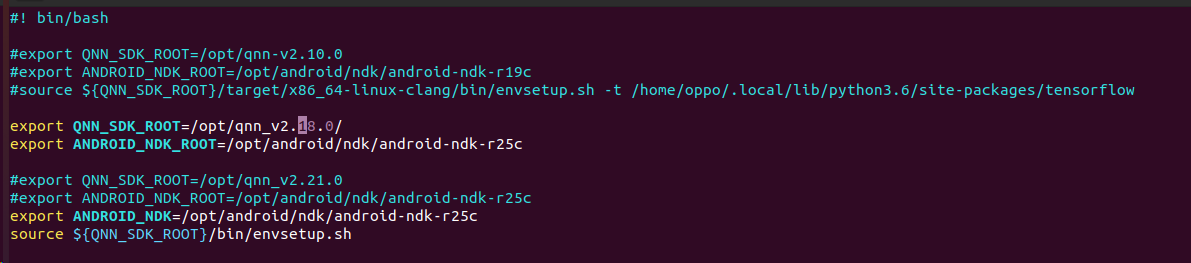 #! bin/bash
#export QNN_SDK_ROOT=/opt/qnn-v2.10.0
#export ANDROID_NDK_ROOT=/opt/android/ndk/android-ndk-r19c
#source ${QNN_SDK_ROOT}/target/x86_64-linux-clang/bin/envsetup.sh -t /home/oppo/.local/lib/python3.6/site-packages/tensorflow
export QNN_SDK_ROOT=/opt/qnn_v2.18.0/
export ANDROID_NDK_ROOT=/opt/android/ndk/android-ndk-r25c
#export QNN_SDK_ROOT=/opt/qnn_v2.21.0
#export ANDROID_NDK_ROOT=/opt/android/ndk/android-ndk-r25c
export ANDROID_NDK=/opt/android/ndk/android-ndk-r25c
source ${QNN_SDK_ROOT}/bin/envsetup.sh